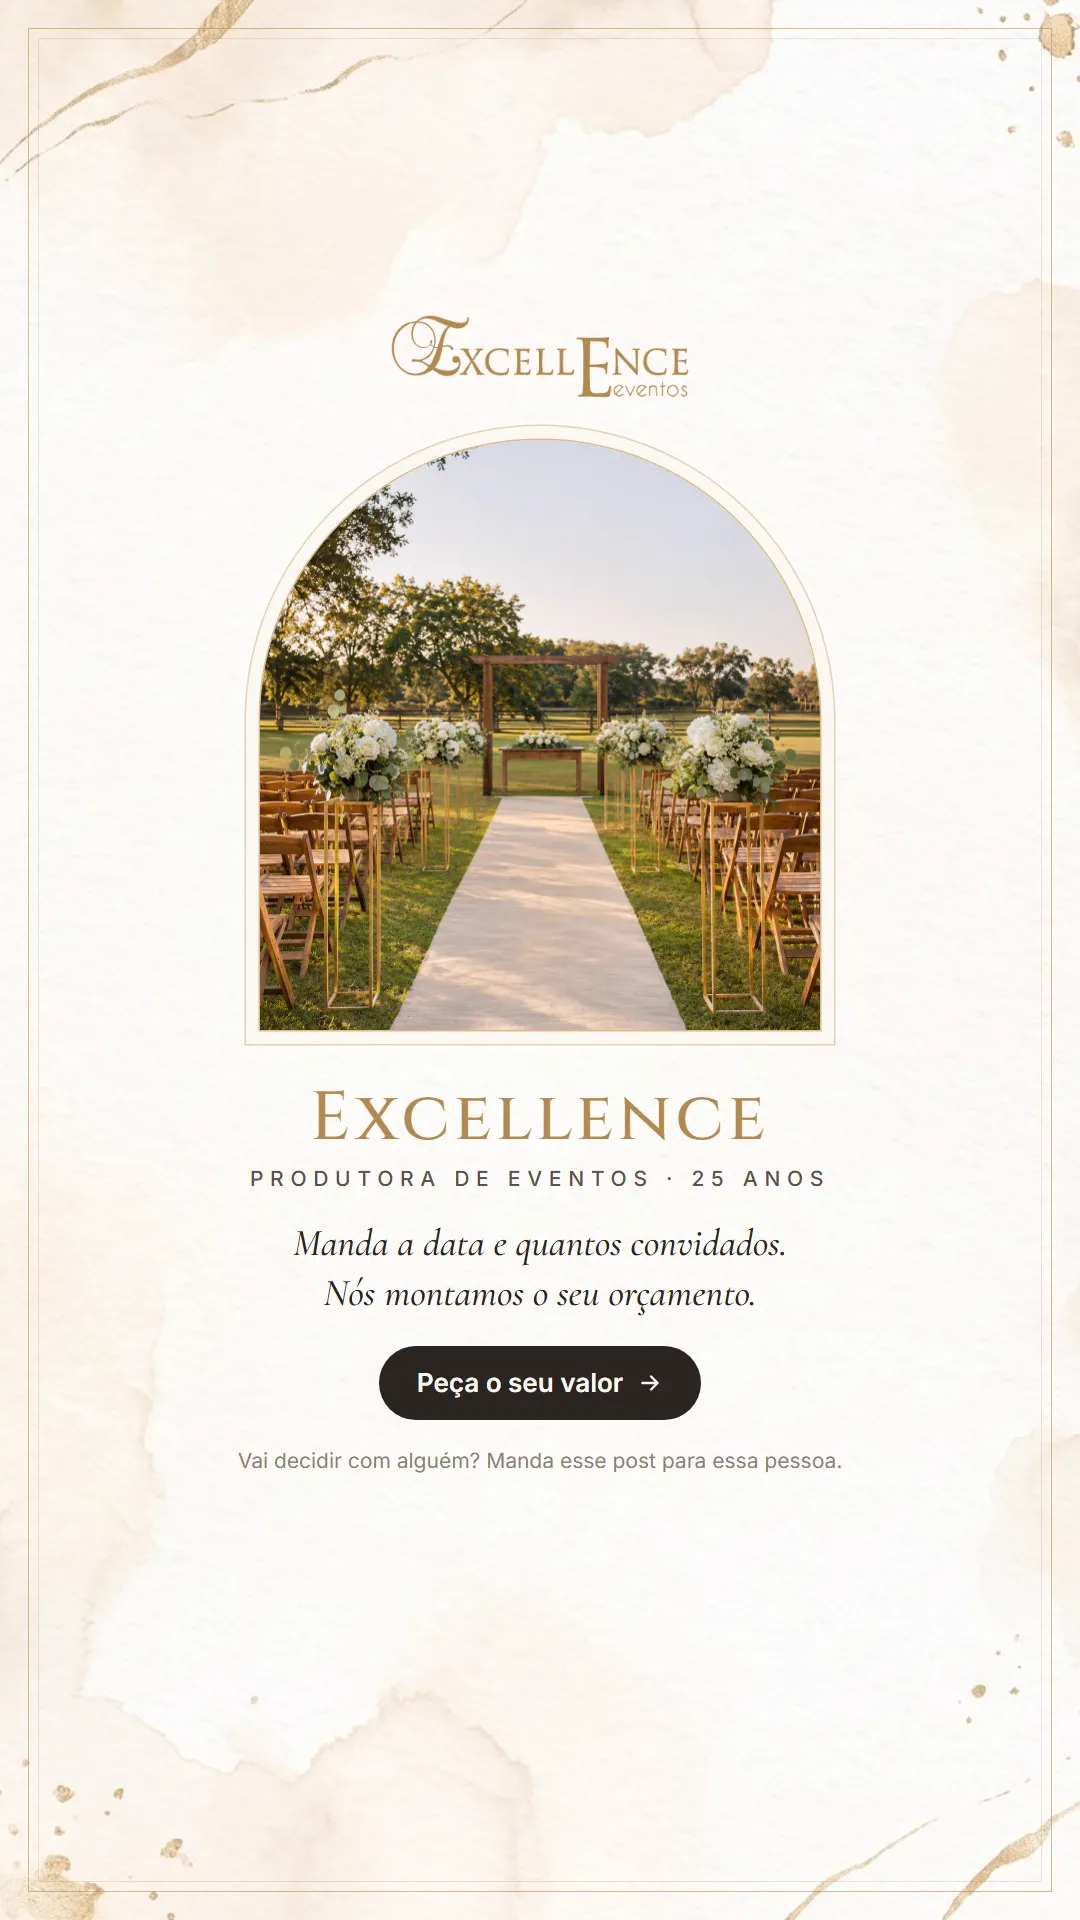 ExcellEnce
eventos
Excellence
PRODUTORA DE EVENTOS · 25 ANOS
Manda a data e quantos convidados.
Nós montamos o seu orçamento.
Peça o seu valor →
Vai decidir com alguém? Manda esse post para essa pessoa.